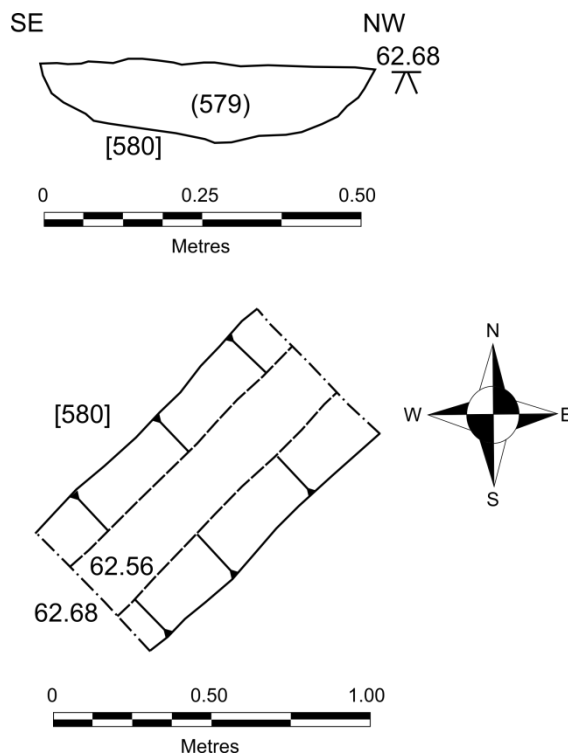 SE NW
62.68
(579)
[580]
0 0.25 0.50
Metres
N
[580]
W E
S
62.56
62.68
0 0.50 1.00
Metres